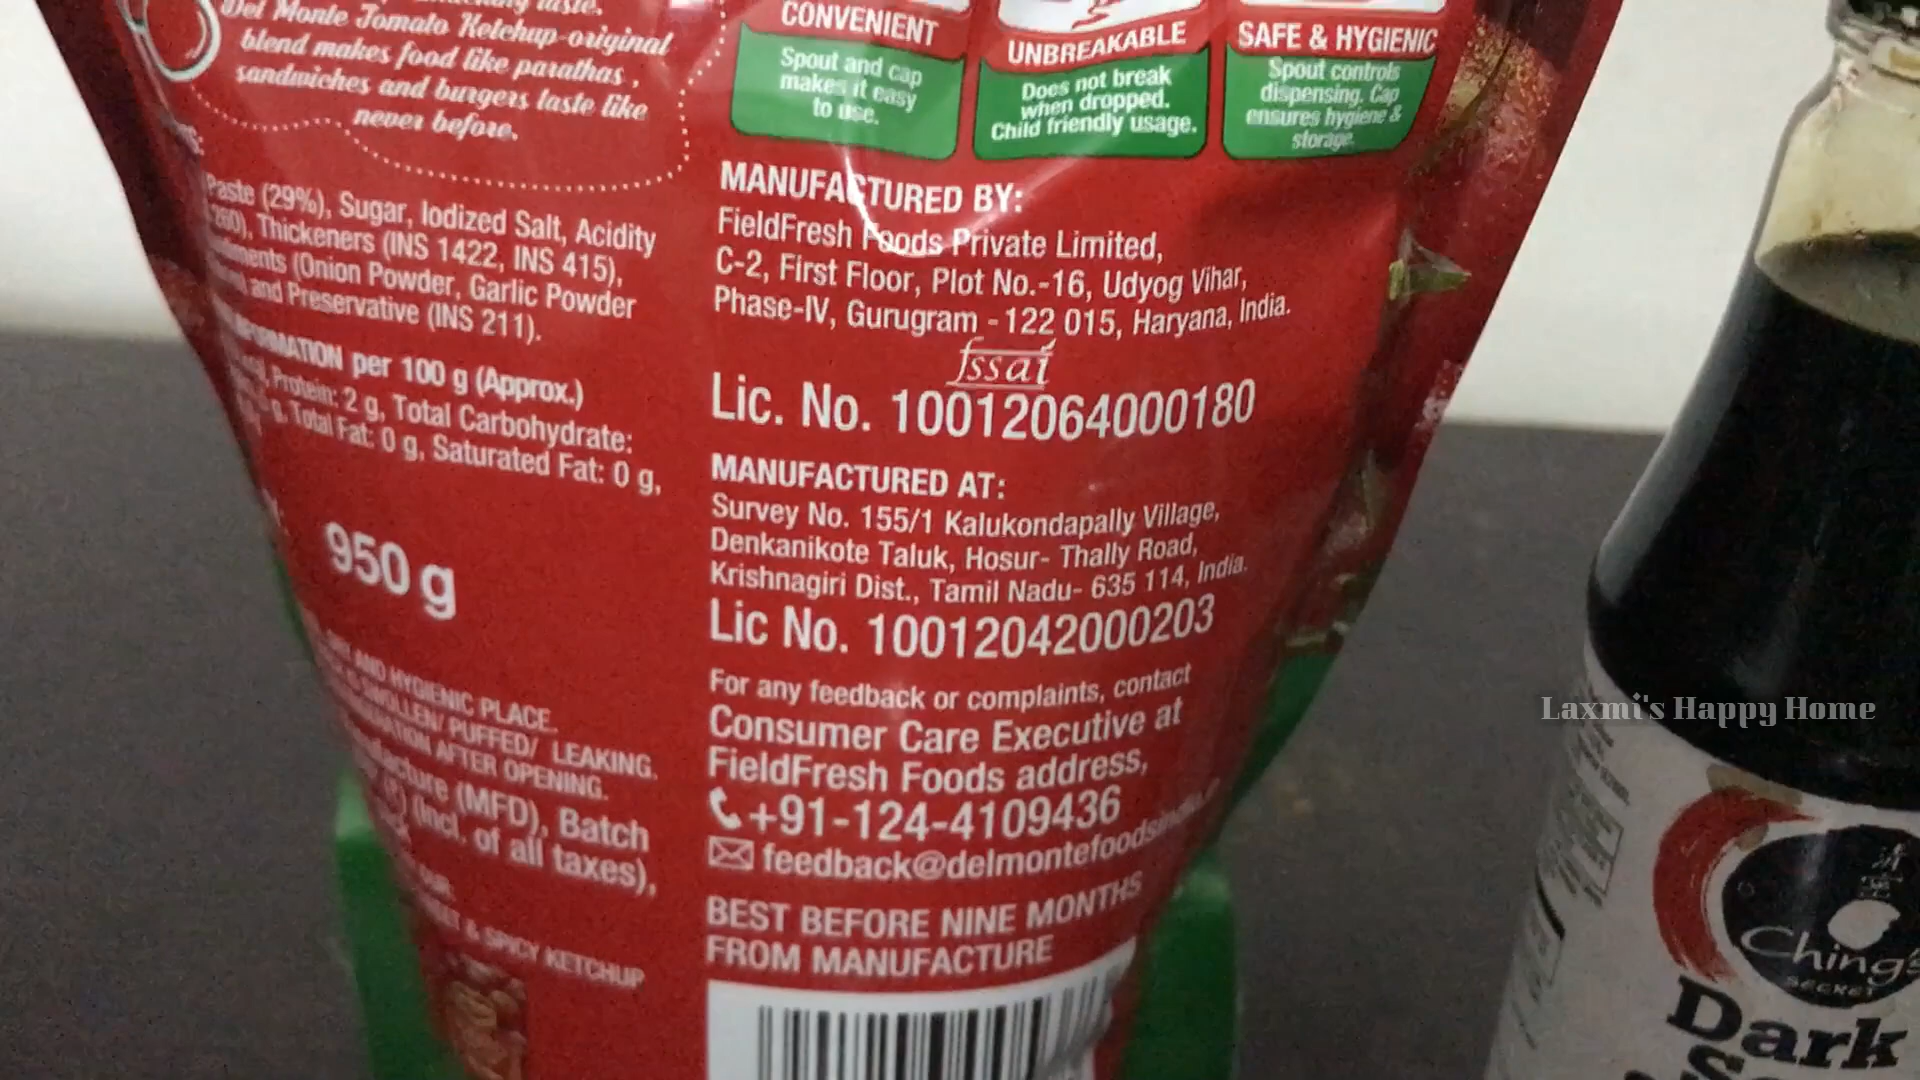 Del Monte Tomato Ketchup original
blend makes food like parathas,
sandwiches and burgers taste like
never before.
Paste (29%), Sugar, Iodized Salt, Acidity
Thickeners (INS 1422, INS 415),
(Onion Powder, Garlic Powder
and Preservative (INS 211).
per 100 g (Approx.)
Protein: 2 g, Total Carbohydrate:
Total Fat: 0 g, Saturated Fat: 0 g,
950 g
AND HYGIENIC PLACE.
SWOLLEN/ PUFFED/ LEAKING.
AFTER OPENING.
(MFD), Batch
(Incl. of all taxes),
& SPICY KETCHUP
CONVENIENT
Spout and cap
makes it easy
to use.
UNBREAKABLE
Does not break
when dropped.
Child friendly usage.
SAFE & HYGIENIC
Spout controls
dispensing. Cap
ensures hygiene &
storage.
MANUFACTURED BY:
FieldFresh Foods Private Limited,
C-2, First Floor, Plot No.-16, Udyog Vihar,
Phase-IV, Gurugram - 122 015, Haryana, India.
fssai
Lic. No. 10012064000180
MANUFACTURED AT:
Survey No. 155/1 Kalukondapally Village,
Denkanikote Taluk, Hosur- Thally Road,
Krishnagiri Dist., Tamil Nadu- 635 114, India.
Lic No. 10012042000203
For any feedback or complaints, contact
Consumer Care Executive at
FieldFresh Foods address,
+91-124-4109436
BEST BEFORE NINE MONTHS
FROM MANUFACTURE
Laxmi's Happy Home
Ching's
SECRET
Dark